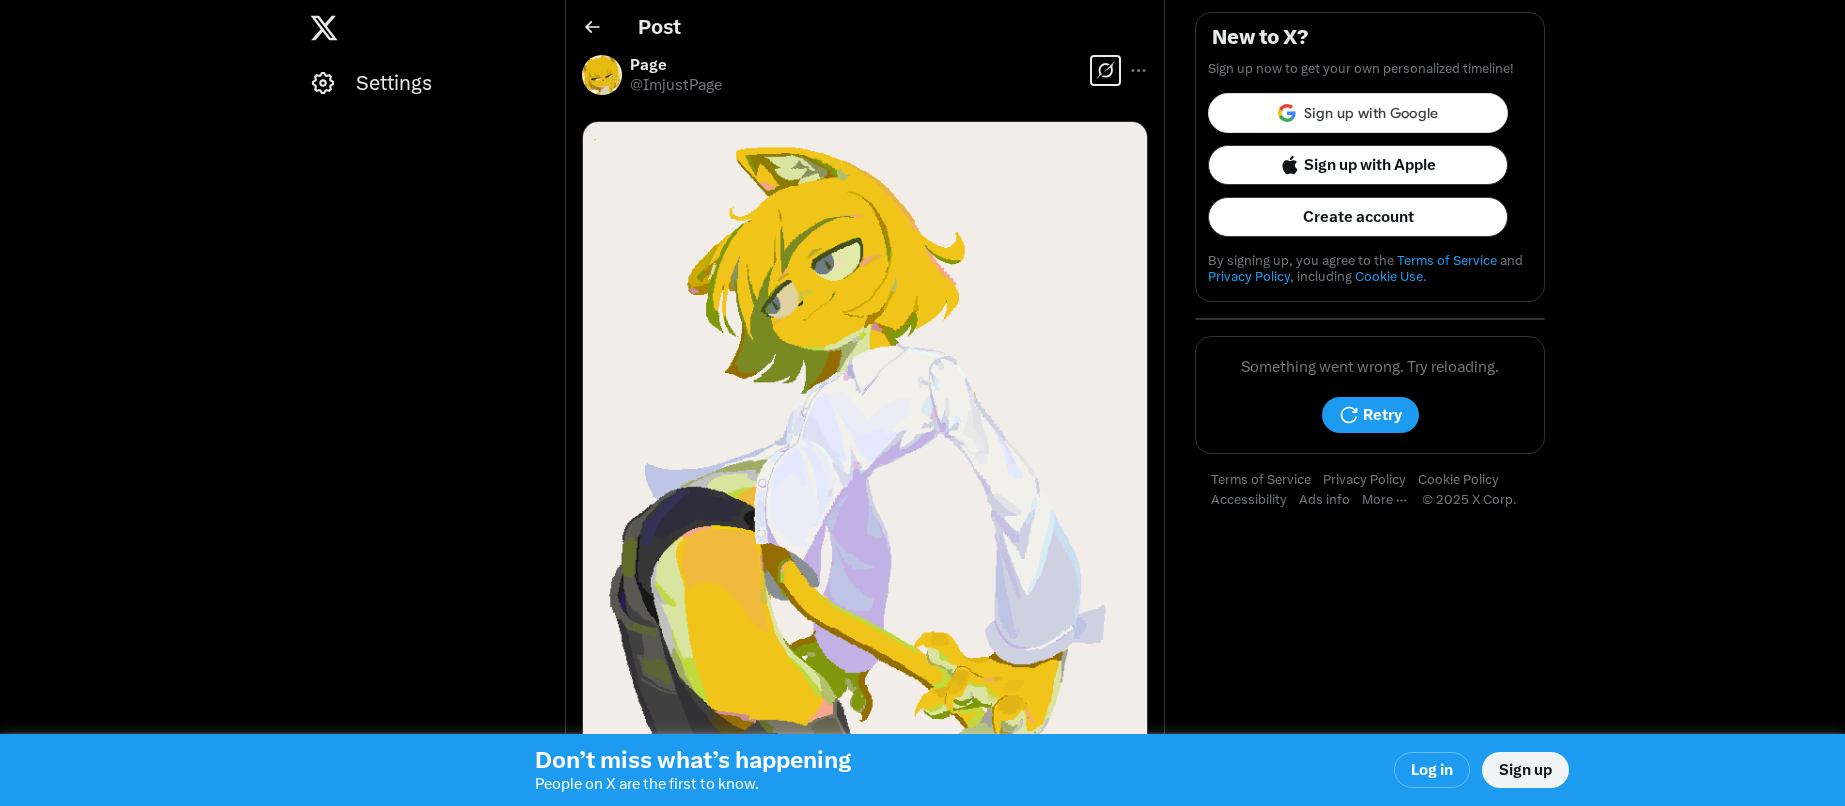 Settings
Post
Page
@ImjustPage
New to X?
Sign up now to get your own personalized timeline!
Sign up with Google
Sign up with Apple
Create account
By signing up, you agree to the Terms of Service and
Privacy Policy, including Cookie Use.
Something went wrong. Try reloading.
Retry
Terms of Service Privacy Policy Cookie Policy
Accessibility Ads info More ··· © 2025 X Corp.
Don’t miss what’s happening
People on X are the first to know.
Log in
Sign up